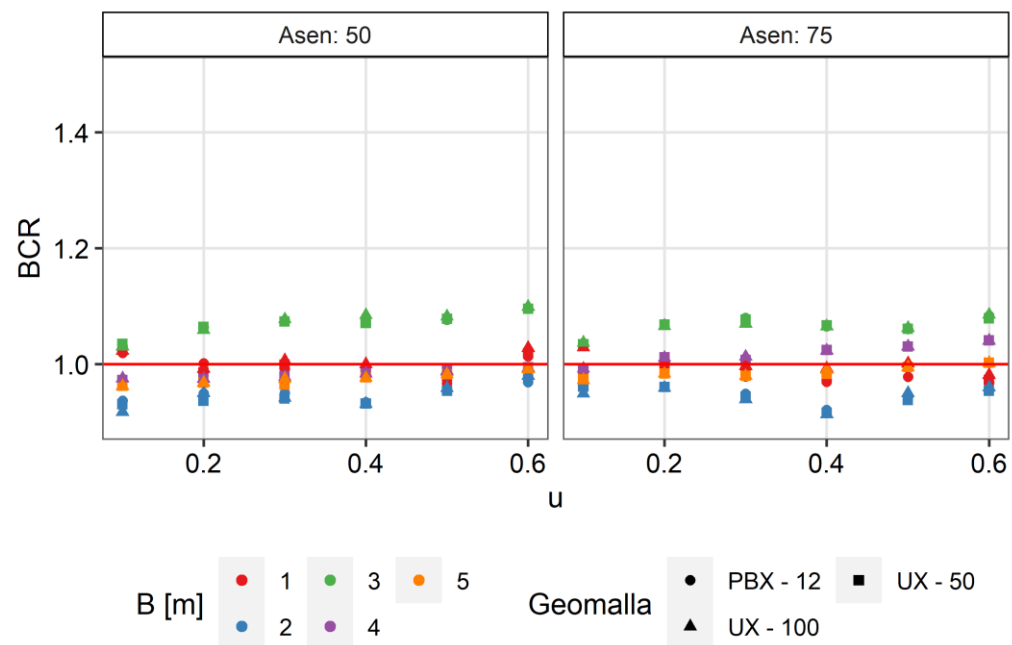 Asen: 50 Asen: 75
1.4
1.2
1.0
BCR
0.2 0.4 0.6 0.2 0.4 0.6
u
B [m] 1 3 5 Geomalla PBX - 12 UX - 50
2 4 UX - 100